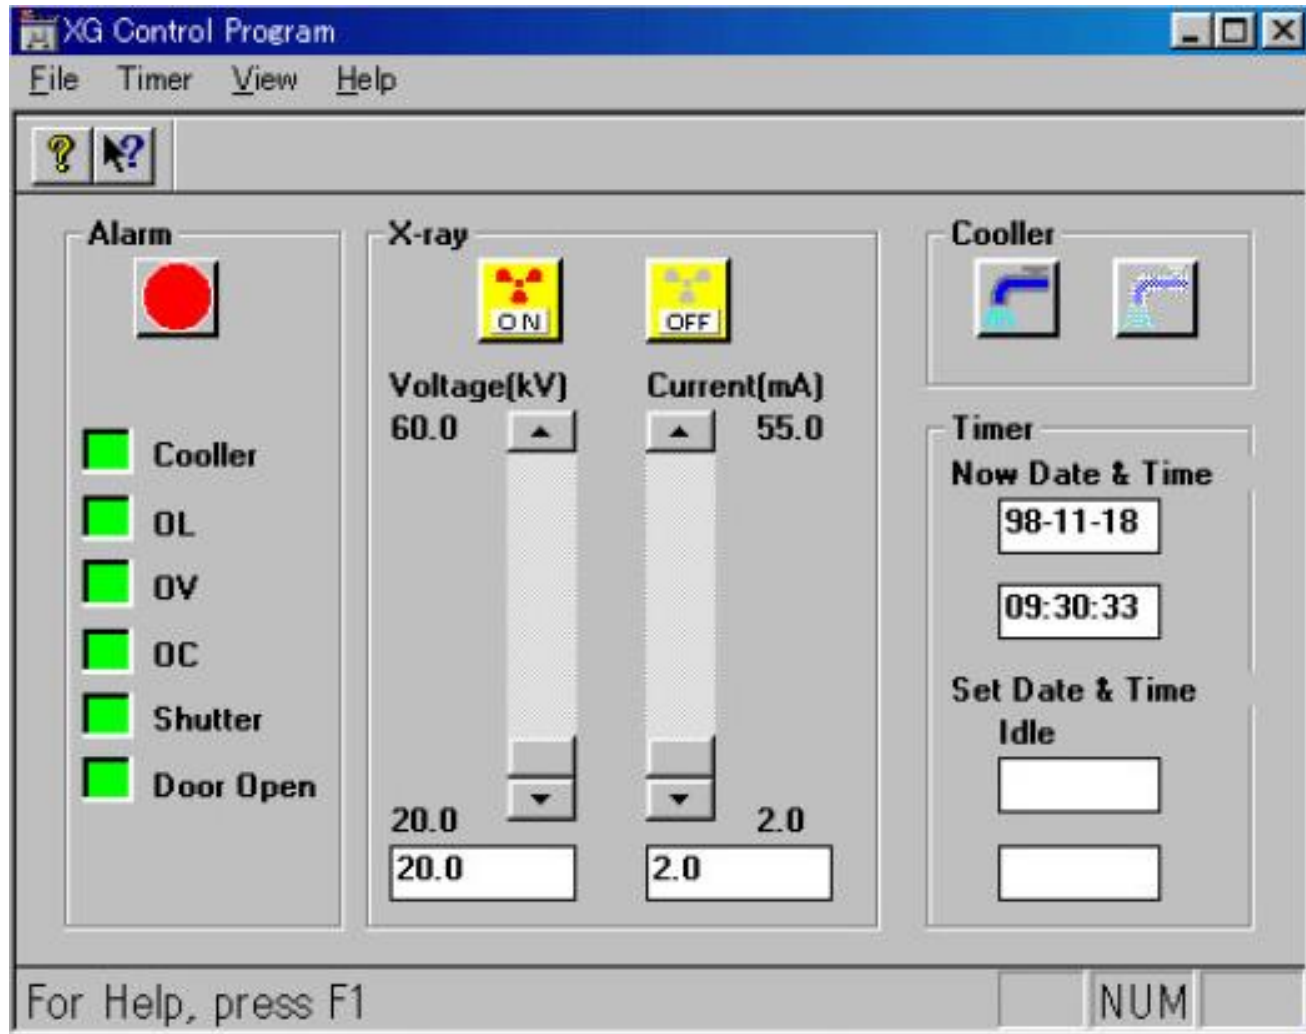 XG Control Program
File Timer View Help
Alarm
Cooller
OL
OV
OC
Shutter
Door Open
X-ray
ON OFF
Voltage(kV) Current(mA)
60.0 55.0
20.0 2.0
20.0 2.0
Cooller
Timer
Now Date & Time
98-11-18
09:30:33
Set Date & Time
Idle
For Help, press F1 NUM